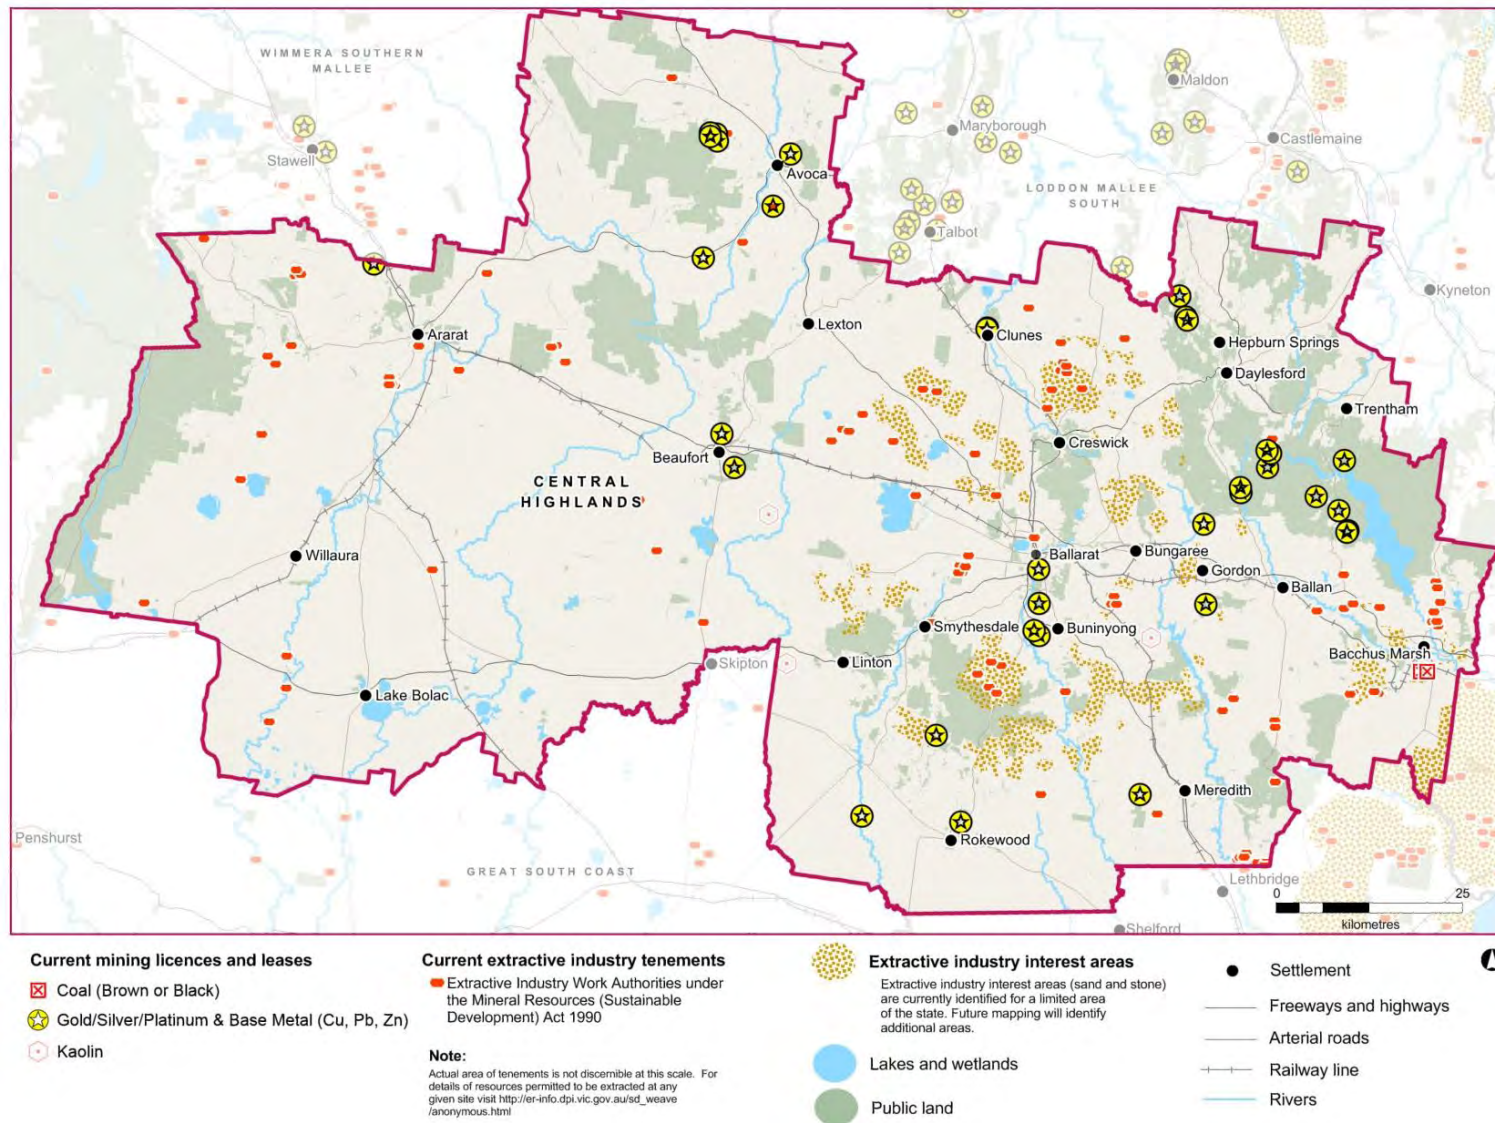 WIMMERA SOUTHERN
MALLEE
Maldon
Maryborough
Castlemaine
Stawell
Avoca
LODDON MALLEE
SOUTH
Talbot
Kyneton
Ararat
Lexton
Clunes
Hepburn Springs
Daylesford
Trentham
Creswick
Beaufort
CENTRAL
HIGHLANDS
Willaura
Ballarat
Bungaree
Gordon
Ballan
Smythesdale
Buninyong
Bacchus Marsh
Skipton
Linton
Lake Bolac
Meredith
Penshurst
Rokewood
GREAT SOUTH COAST
Lethbridge
0 25
kilometres
Shelford
Current mining licences and leases
Coal (Brown or Black)
Gold/Silver/Platinum & Base Metal (Cu, Pb, Zn)
Kaolin
Current extractive industry tenements
Extractive Industry Work Authorities under
the Mineral Resources (Sustainable
Development) Act 1990
Note:
Actual area of tenements is not discernible at this scale. For
details of resources permitted to be extracted at any
given site visit http://er-info.dpi.vic.gov.au/sd_weave
/anonymous.html
Extractive industry interest areas
Extractive industry interest areas (sand and stone)
are currently identified for a limited area
of the state. Future mapping will identify
additional areas.
Lakes and wetlands
Public land
Settlement
Freeways and highways
Arterial roads
Railway line
Rivers